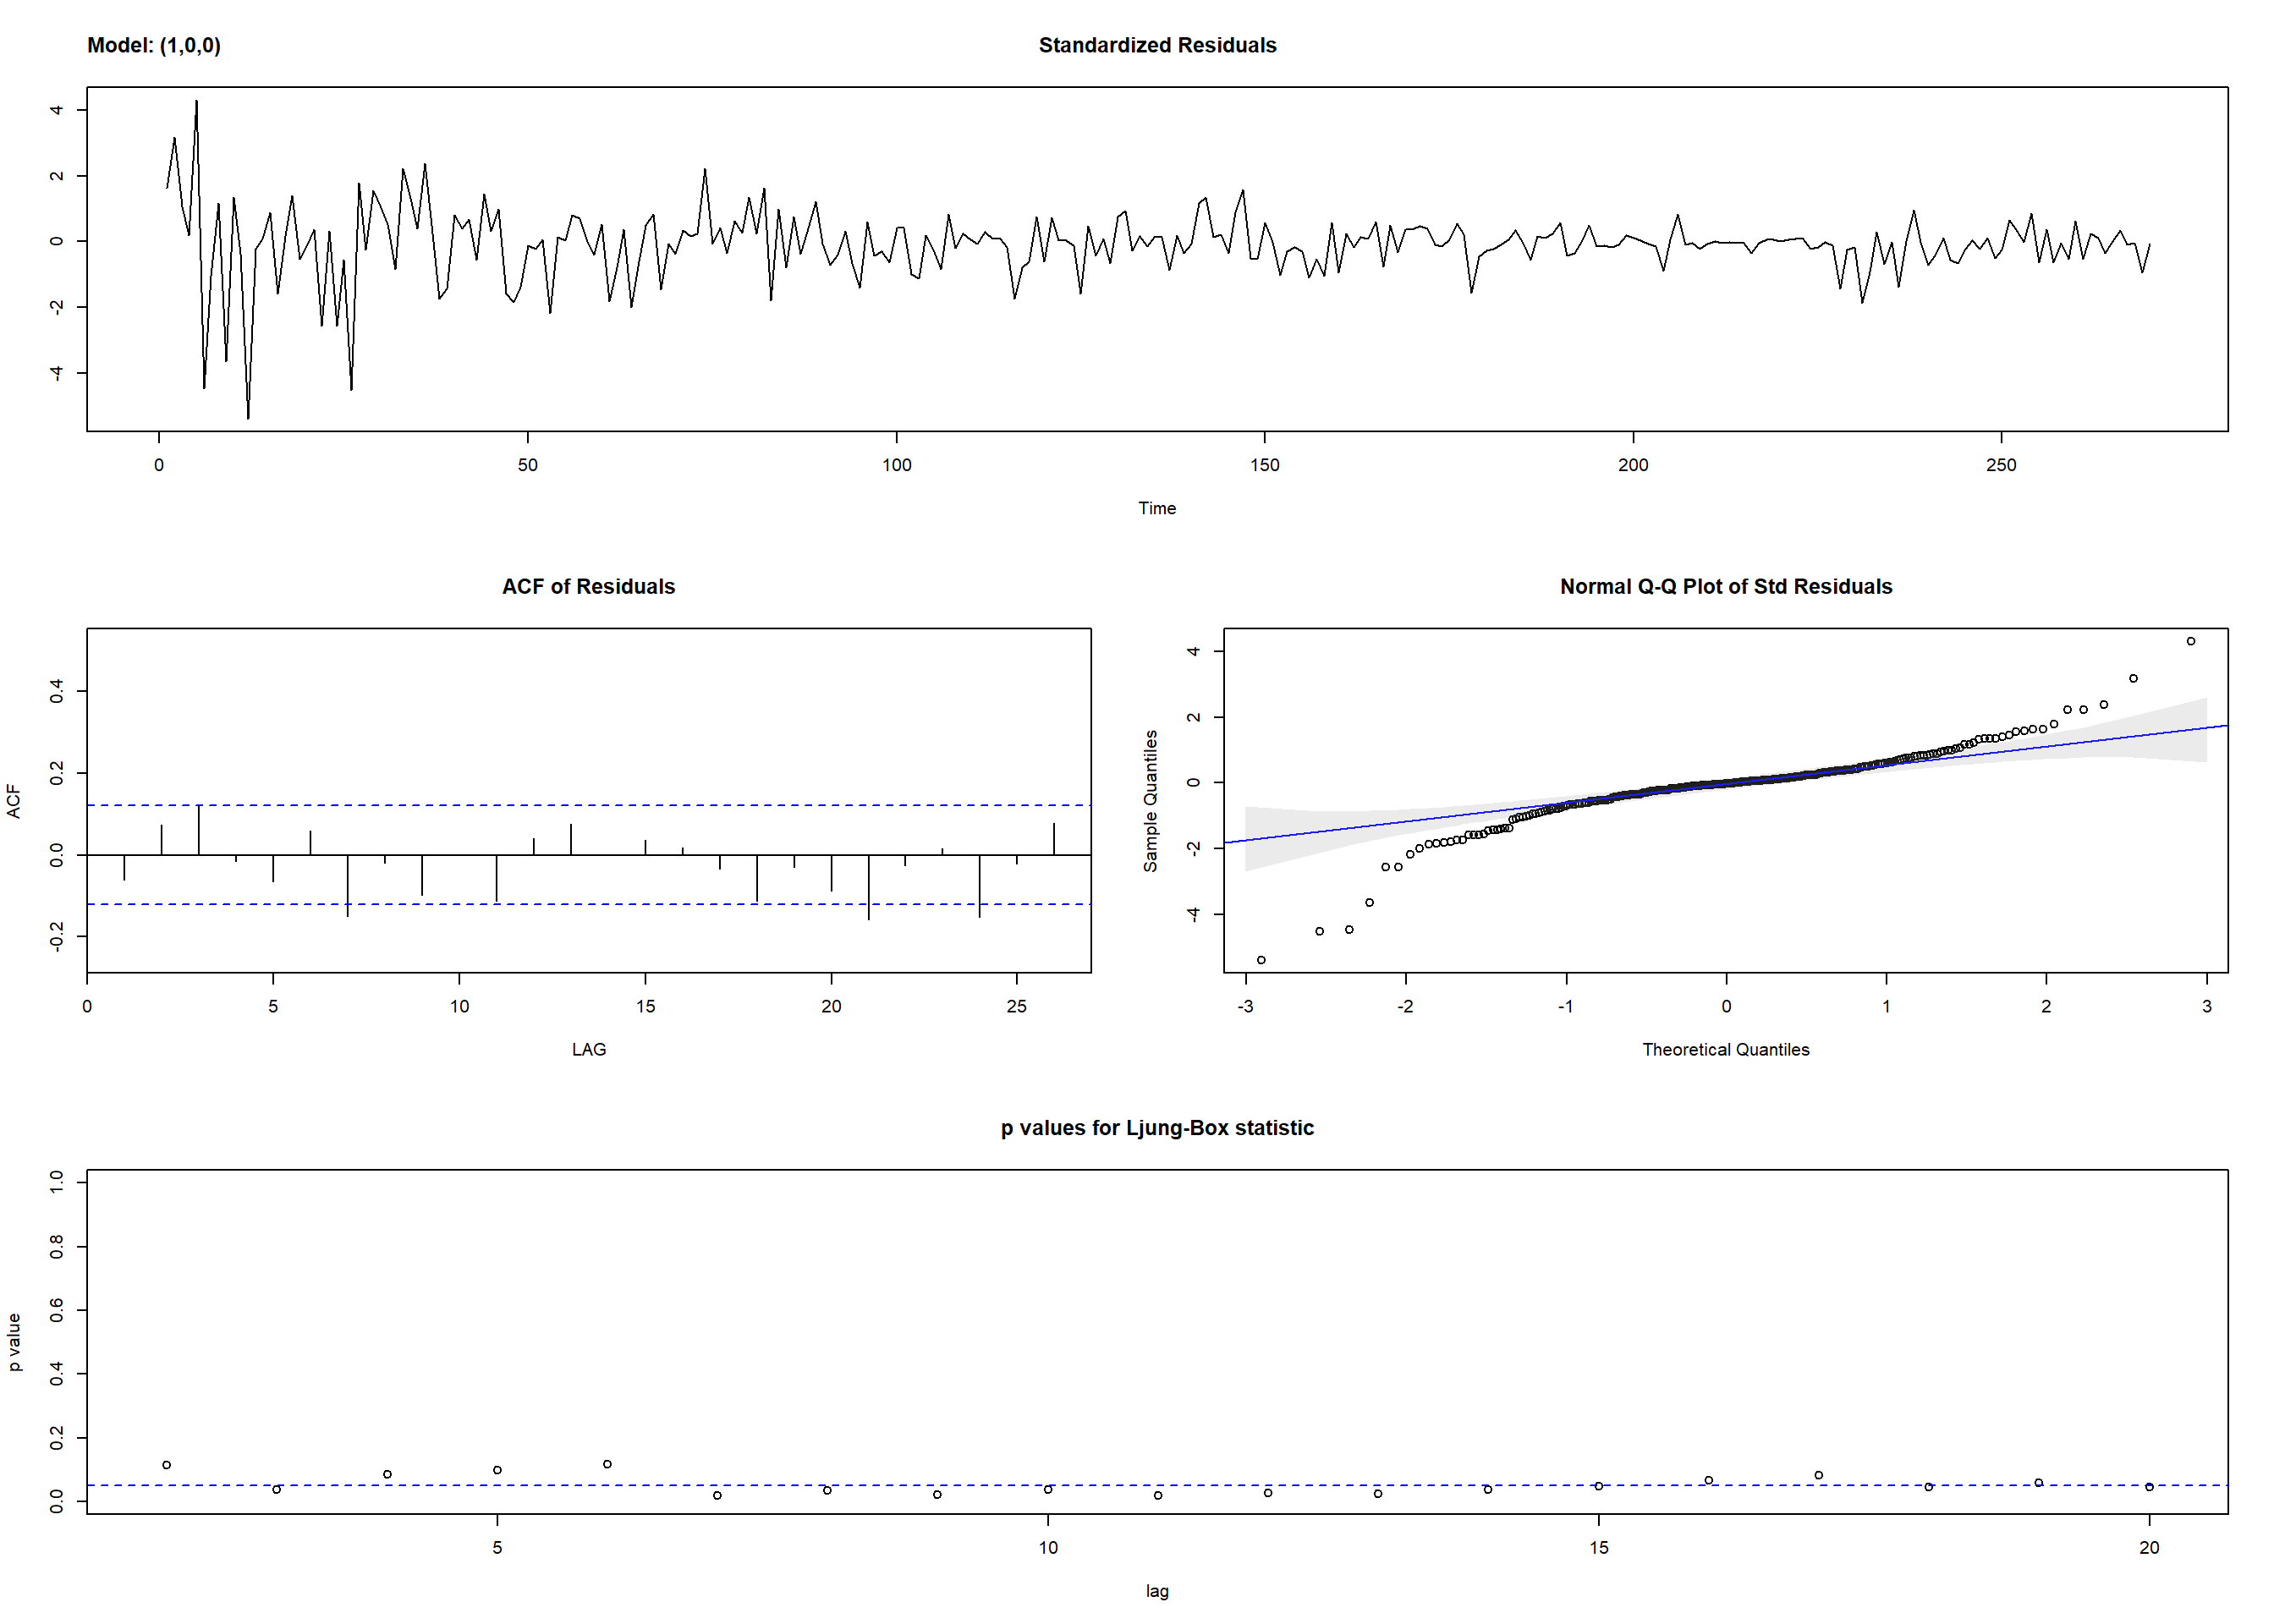 Model: (1,0,0) Standardized Residuals
4
2
0
-2
-4
0 50 100 150 200 250
Time
ACF of Residuals
ACF
0.4
0.2
0.0
-0.2
0 5 10 15 20 25
LAG
Normal Q-Q Plot of Std Residuals
Sample Quantiles
4
2
0
-2
-4
-3 -2 -1 0 1 2 3
Theoretical Quantiles
p values for Ljung-Box statistic
p value
1.0
0.8
0.6
0.4
0.2
0.0
5 10 15 20
lag